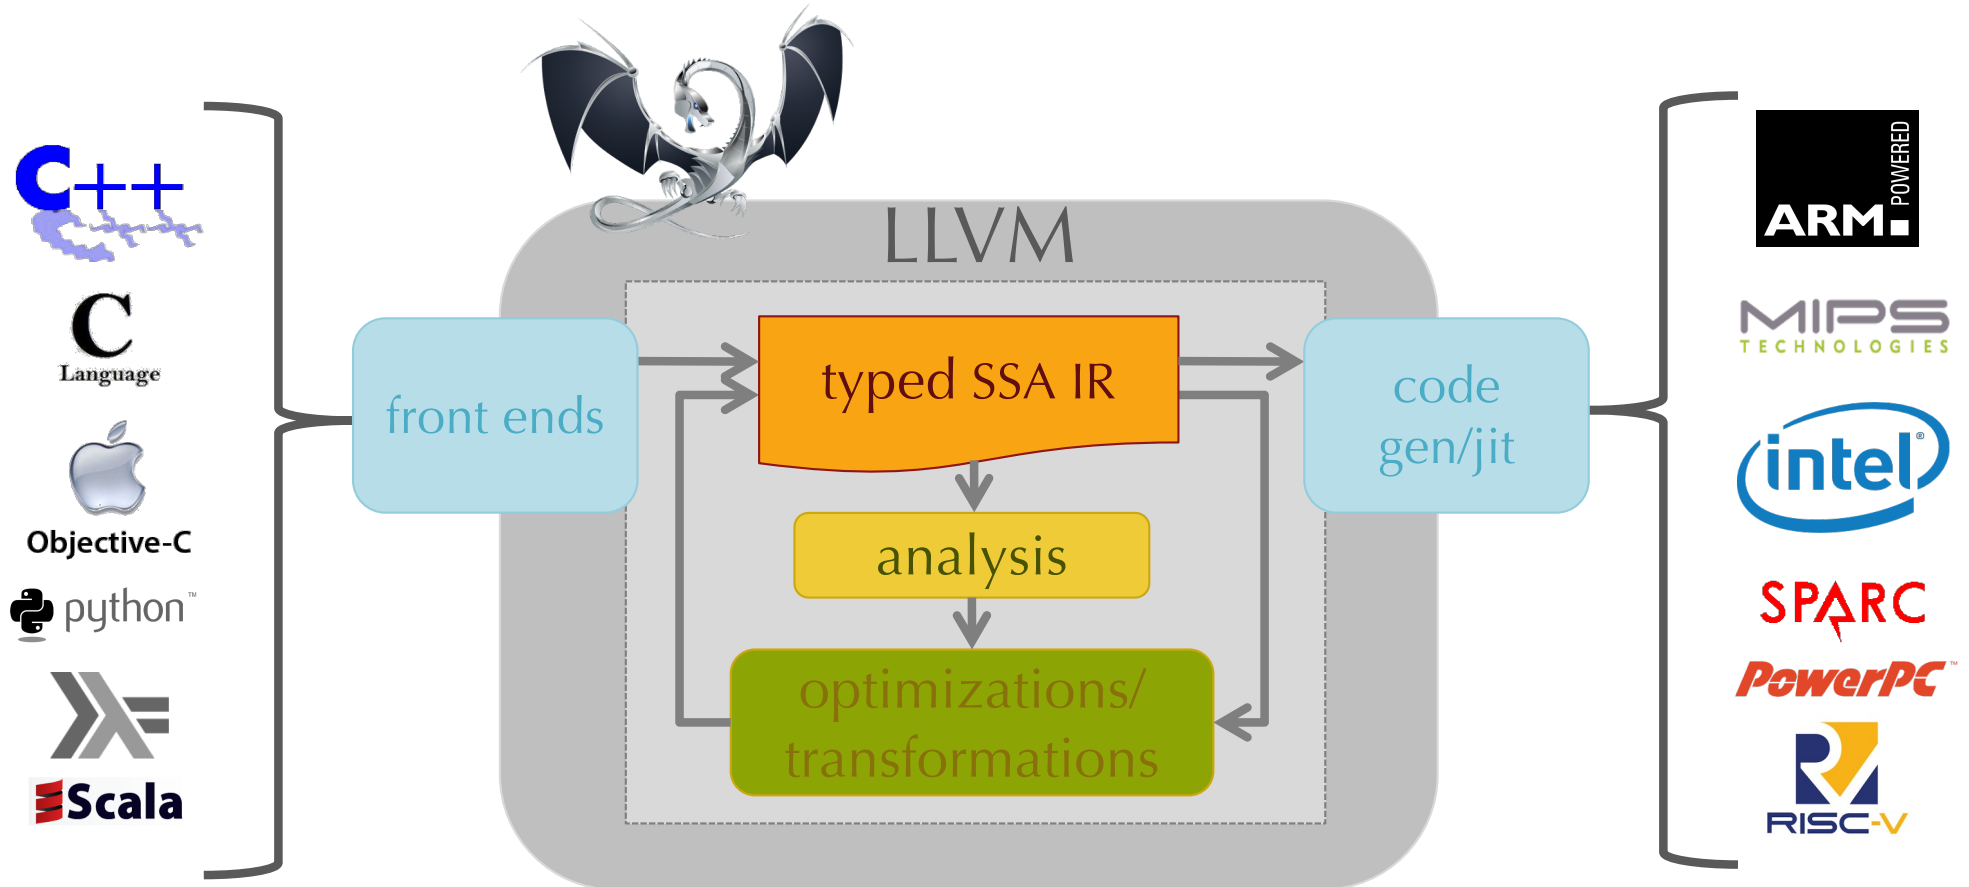 C++
C
Language
Objective-C
python™
Scala
LLVM
front ends
typed SSA IR
analysis
optimizations/
transformations
code
gen/jit
ARM
POWERED
MIPS
TECHNOLOGIES
intel®
SPARC
PowerPC™
RISC-V